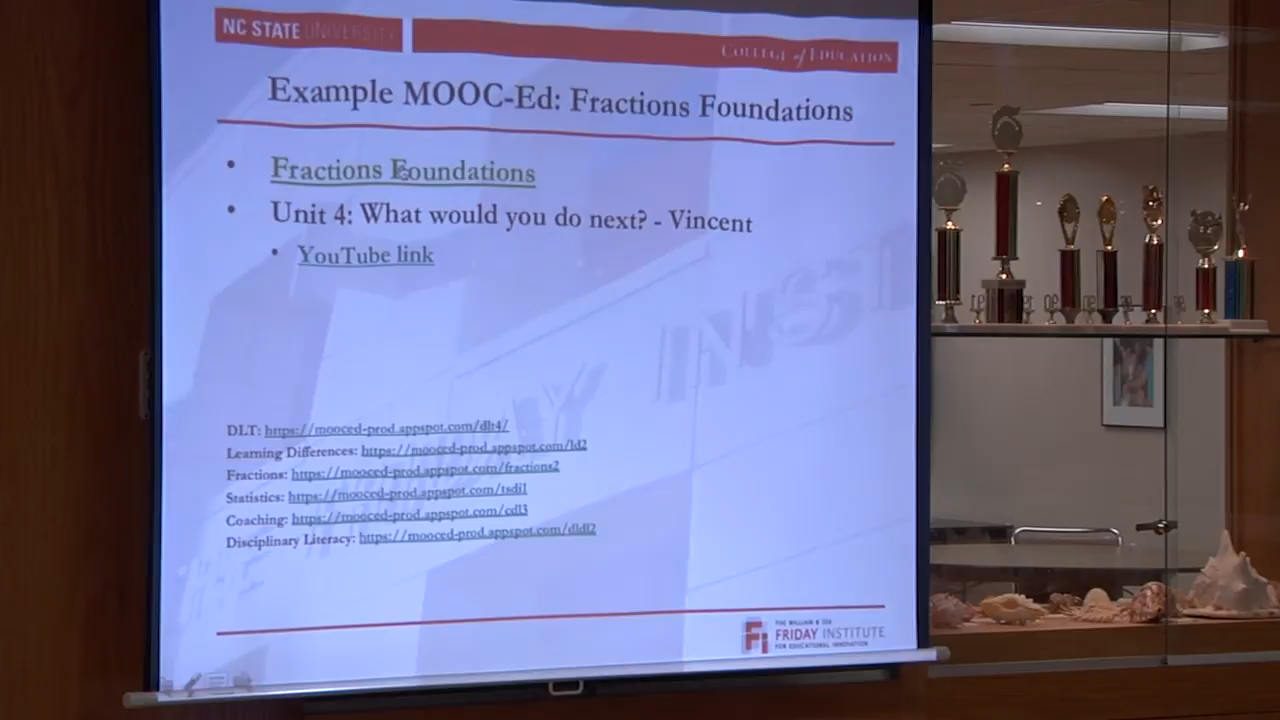 NC STATE UNIVERSITY
COLLEGE of EDUCATION
Example MOOC-Ed: Fractions Foundations
• Fractions Foundations
• Unit 4: What would you do next? - Vincent
• YouTube link
DLT: https://mooced-prod.appspot.com/dlt4/
Learning Differences: https://mooced-prod.appspot.com/ld2
Fractions: https://mooced-prod.appspot.com/fractions2
Statistics: https://mooced-prod.appspot.com/tsdi1
Coaching: https://mooced-prod.appspot.com/cdl3
Disciplinary Literacy: https://mooced-prod.appspot.com/dldl2
THE WILLIAM & IDA
FRIDAY INSTITUTE
FOR EDUCATIONAL INNOVATION